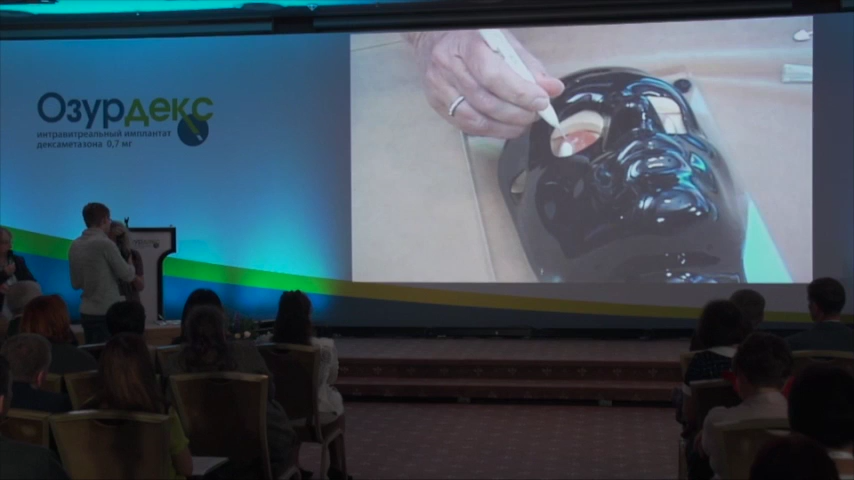 Озурдекс
интравитреальный имплантат
дексаметазона 0,7 мг